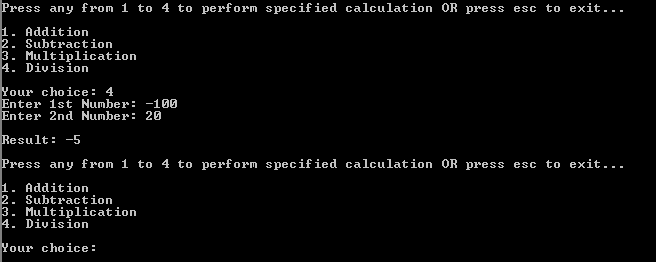 Press any from 1 to 4 to perform specified calculation OR press esc to exit...
1. Addition
2. Subtraction
3. Multiplication
4. Division
Your choice: 4
Enter 1st Number: -100
Enter 2nd Number: 20
Result: -5
Press any from 1 to 4 to perform specified calculation OR press esc to exit...
1. Addition
2. Subtraction
3. Multiplication
4. Division
Your choice: